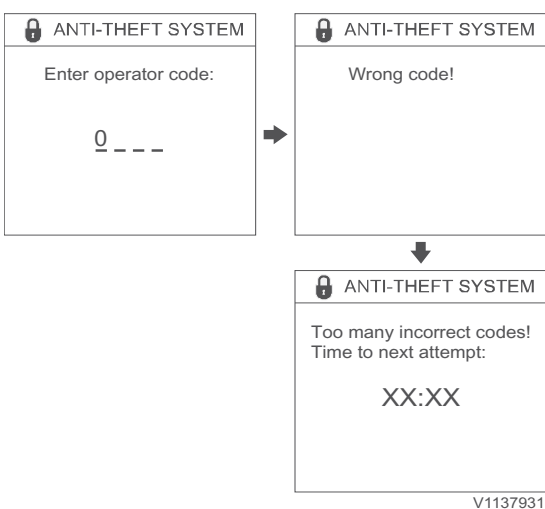 ANTI-THEFT SYSTEM
Enter operator code:
0 _ _ _
ANTI-THEFT SYSTEM
Wrong code!
ANTI-THEFT SYSTEM
Too many incorrect codes!
Time to next attempt:
XX:XX
V1137931